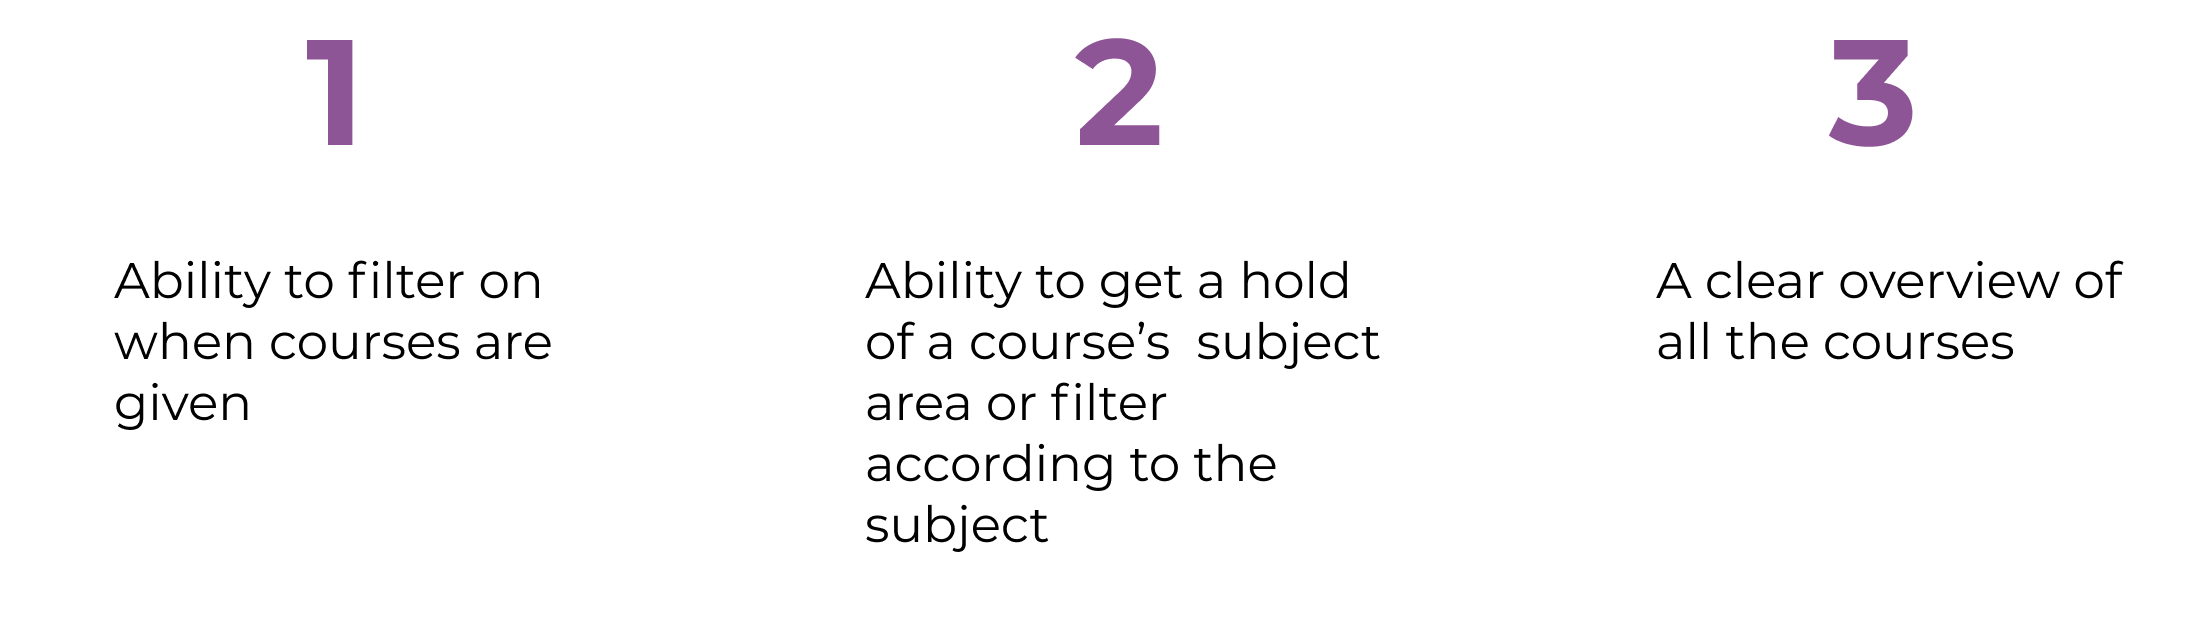 1
Ability to filter on
when courses are
given
2
Ability to get a hold
of a course’s  subject
area or filter
according to the
subject
3
A clear overview of
all the courses